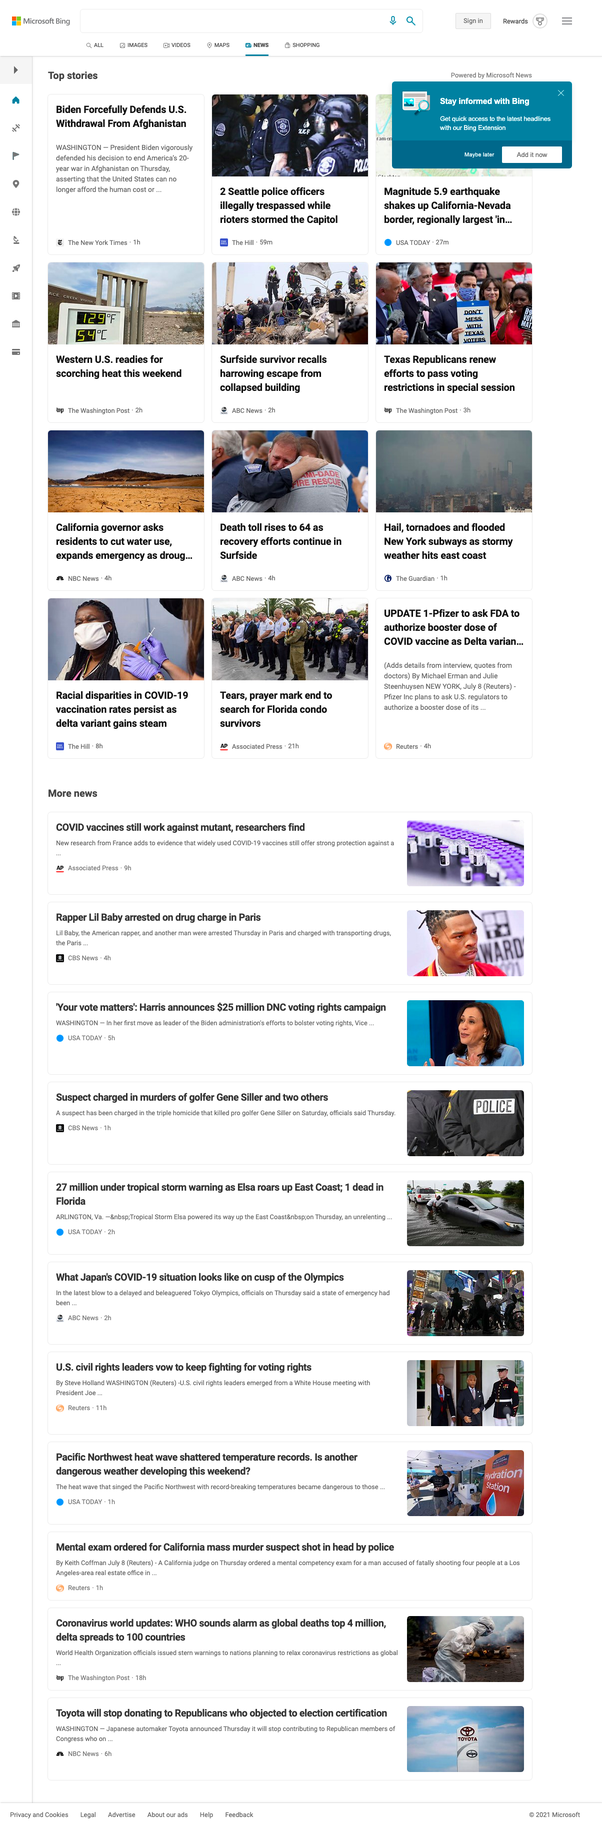 Microsoft Bing
Sign in
Rewards
ALL
IMAGES
VIDEOS
MAPS
NEWS
SHOPPING
Top stories
Powered by Microsoft News
Stay informed with Bing
Get quick access to the latest headlines
with our Bing Extension
Maybe later
Add it now
Biden Forcefully Defends U.S.
Withdrawal From Afghanistan
WASHINGTON — President Biden vigorously
defended his decision to end America's 20-
year war in Afghanistan on Thursday,
asserting that the United States can no
longer afford the human cost or ...
The New York Times · 1h
POLICE
2 Seattle police officers
illegally trespassed while
rioters stormed the Capitol
The Hill · 59m
Magnitude 5.9 earthquake
shakes up California-Nevada
border, regionally largest 'in...
USA TODAY · 27m
129°F
54°C
Western U.S. readies for
scorching heat this weekend
The Washington Post · 2h
Surfside survivor recalls
harrowing escape from
collapsed building
ABC News · 2h
DON'T
MESS
WITH
TEXAS
VOTERS
Texas Republicans renew
efforts to pass voting
restrictions in special session
The Washington Post · 3h
California governor asks
residents to cut water use,
expands emergency as droug...
NBC News · 4h
MI-DADE
FIRE RESCUE
Death toll rises to 64 as
recovery efforts continue in
Surfside
ABC News · 4h
Hail, tornadoes and flooded
New York subways as stormy
weather hits east coast
The Guardian · 1h
Racial disparities in COVID-19
vaccination rates persist as
delta variant gains steam
The Hill · 8h
Tears, prayer mark end to
search for Florida condo
survivors
AP Associated Press · 21h
UPDATE 1-Pfizer to ask FDA to
authorize booster dose of
COVID vaccine as Delta varian...
(Adds details from interview, quotes from
doctors) By Michael Erman and Julie
Steenhuysen NEW YORK, July 8 (Reuters) -
Pfizer Inc plans to ask U.S. regulators to
authorize a booster dose of its ...
Reuters · 4h
More news
COVID vaccines still work against mutant, researchers find
New research from France adds to evidence that widely used COVID-19 vaccines still offer strong protection against a
...
AP Associated Press · 9h
Rapper Lil Baby arrested on drug charge in Paris
Lil Baby, the American rapper, and another man were arrested Thursday in Paris and charged with transporting drugs,
the Paris ...
CBS News · 4h
'Your vote matters': Harris announces $25 million DNC voting rights campaign
WASHINGTON — In her first move as leader of the Biden administration's efforts to bolster voting rights, Vice ...
USA TODAY · 5h
Suspect charged in murders of golfer Gene Siller and two others
A suspect has been charged in the triple homicide that killed pro golfer Gene Siller on Saturday, officials said Thursday.
CBS News · 1h
POLICE
27 million under tropical storm warning as Elsa roars up East Coast; 1 dead in
Florida
ARLINGTON, Va. —&nbsp;Tropical Storm Elsa powered its way up the East Coast&nbsp;on Thursday, an unrelenting ...
USA TODAY · 2h
What Japan's COVID-19 situation looks like on cusp of the Olympics
In the latest blow to a delayed and beleaguered Tokyo Olympics, officials on Thursday said a state of emergency had
been ...
ABC News · 2h
U.S. civil rights leaders vow to keep fighting for voting rights
By Steve Holland WASHINGTON (Reuters) -U.S. civil rights leaders emerged from a White House meeting with
President Joe ...
Reuters · 11h
Pacific Northwest heat wave shattered temperature records. Is another
dangerous weather developing this weekend?
The heat wave that singed the Pacific Northwest with record-breaking temperatures became dangerous to those ...
USA TODAY · 1h
Hydration
Station
Mental exam ordered for California mass murder suspect shot in head by police
By Keith Coffman July 8 (Reuters) - A California judge on Thursday ordered a mental competency exam for a man accused of fatally shooting four people at a Los
Angeles-area real estate office in ...
Reuters · 1h
Coronavirus world updates: WHO sounds alarm as global deaths top 4 million,
delta spreads to 100 countries
World Health Organization officials issued stern warnings to nations planning to relax coronavirus restrictions as global
...
The Washington Post · 18h
Toyota will stop donating to Republicans who objected to election certification
WASHINGTON — Japanese automaker Toyota announced Thursday it will stop contributing to Republican members of
Congress who on ...
NBC News · 6h
TOYOTA
Privacy and Cookies
Legal
Advertise
About our ads
Help
Feedback
© 2021 Microsoft